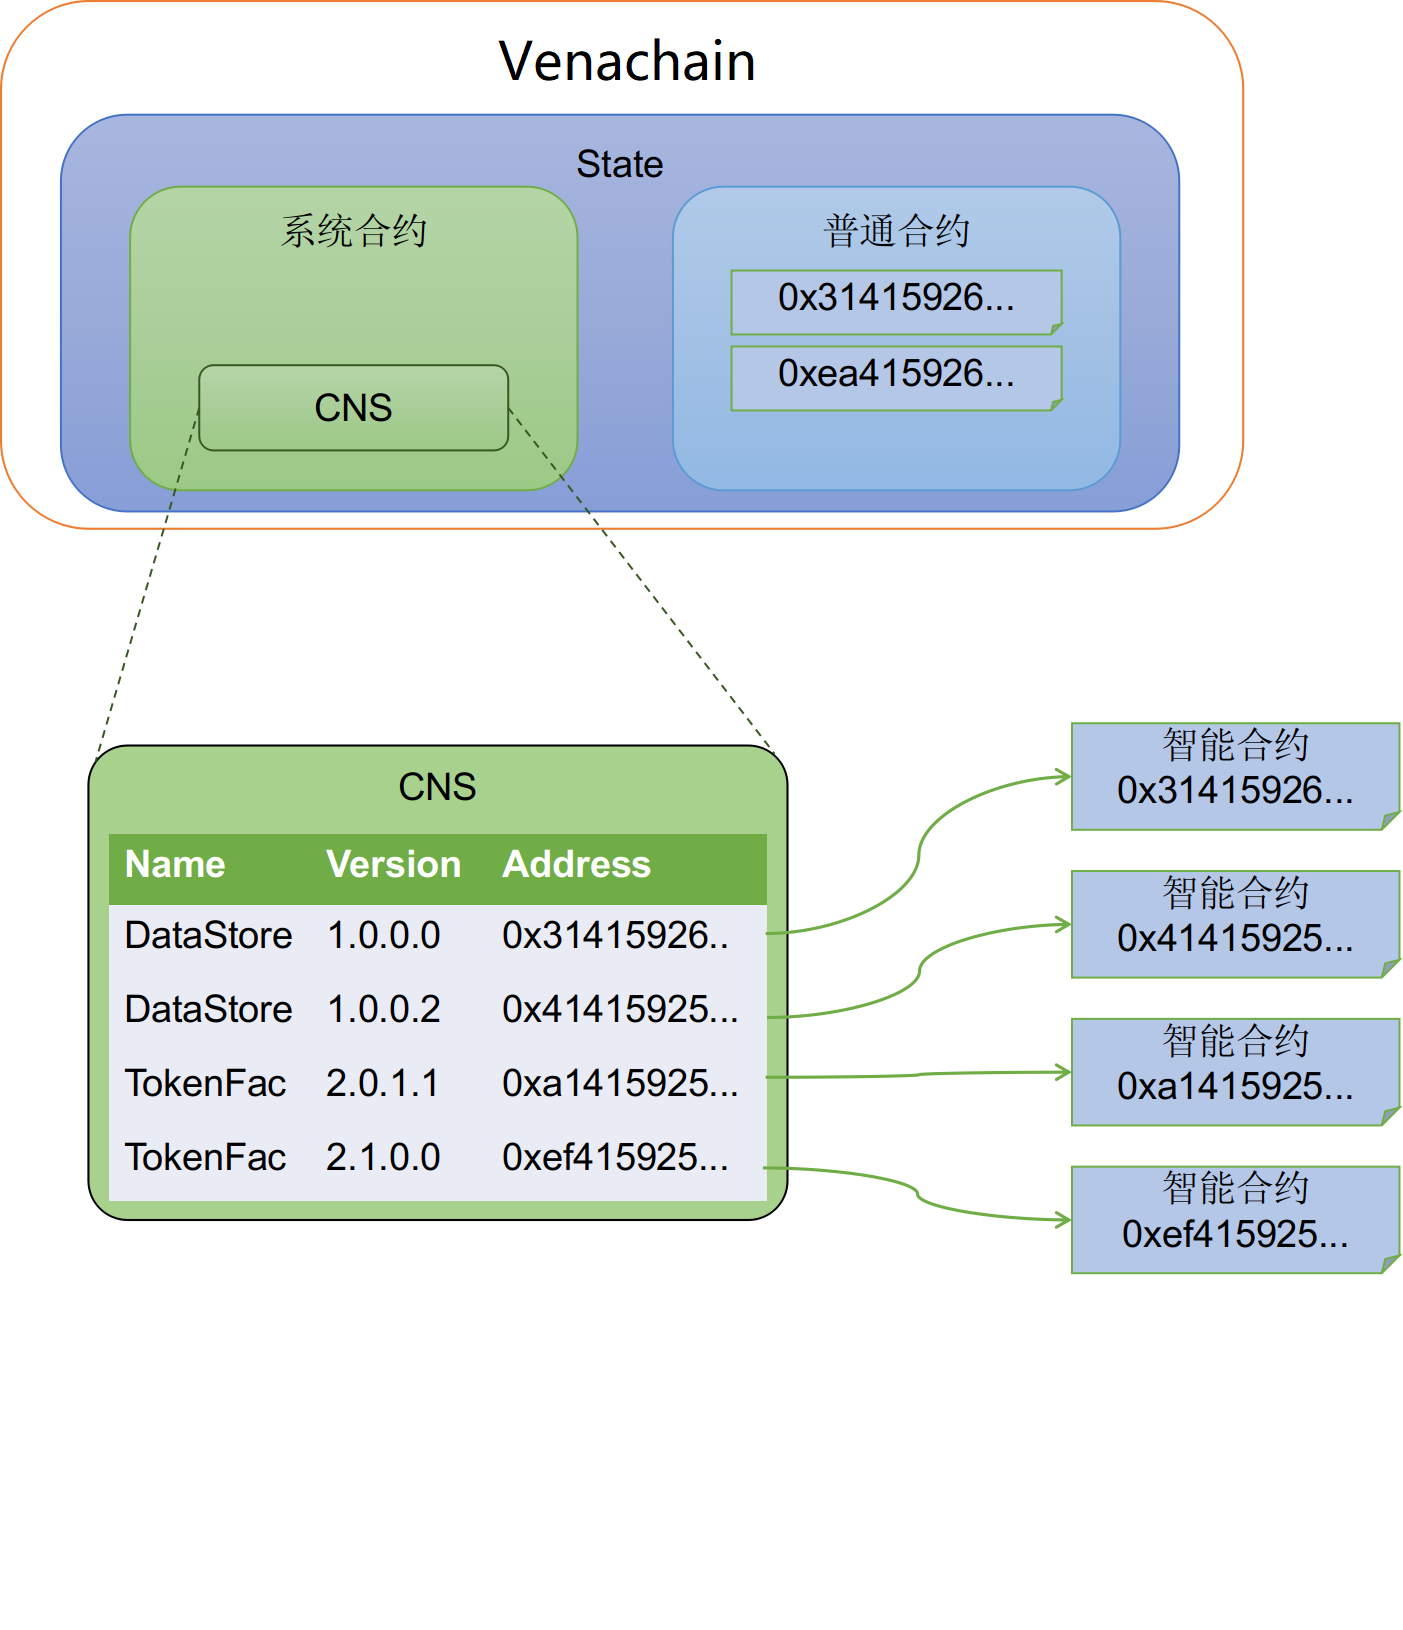 Venachain
State
系统合约
普通合约
0x31415926...
0xea415926...
CNS
CNS
Name Version Address
DataStore 1.0.0.0 0x31415926..
DataStore 1.0.0.2 0x41415925...
TokenFac 2.0.1.1 0xa1415925...
TokenFac 2.1.0.0 0xef415925...
智能合约
0x31415926...
智能合约
0x41415925...
智能合约
0xa1415925...
智能合约
0xef415925...